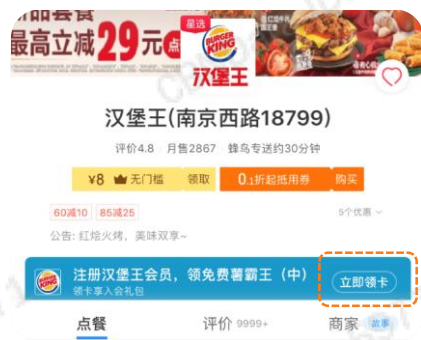 最高立减29元 点
星选
BURGER
KING
汉堡王
汉堡王(南京西路18799)
评价4.8 月售2867 蜂鸟专送约30分钟
¥8 无门槛 领取 0.1折起抵用券 购买
60减10 85减25 5个优惠
公告: 红烩火烤, 美味双享~
注册汉堡王会员, 领免费薯霸王 (中)
领卡享入会礼包
立即领卡
点餐 评价 9999+ 商家 故事